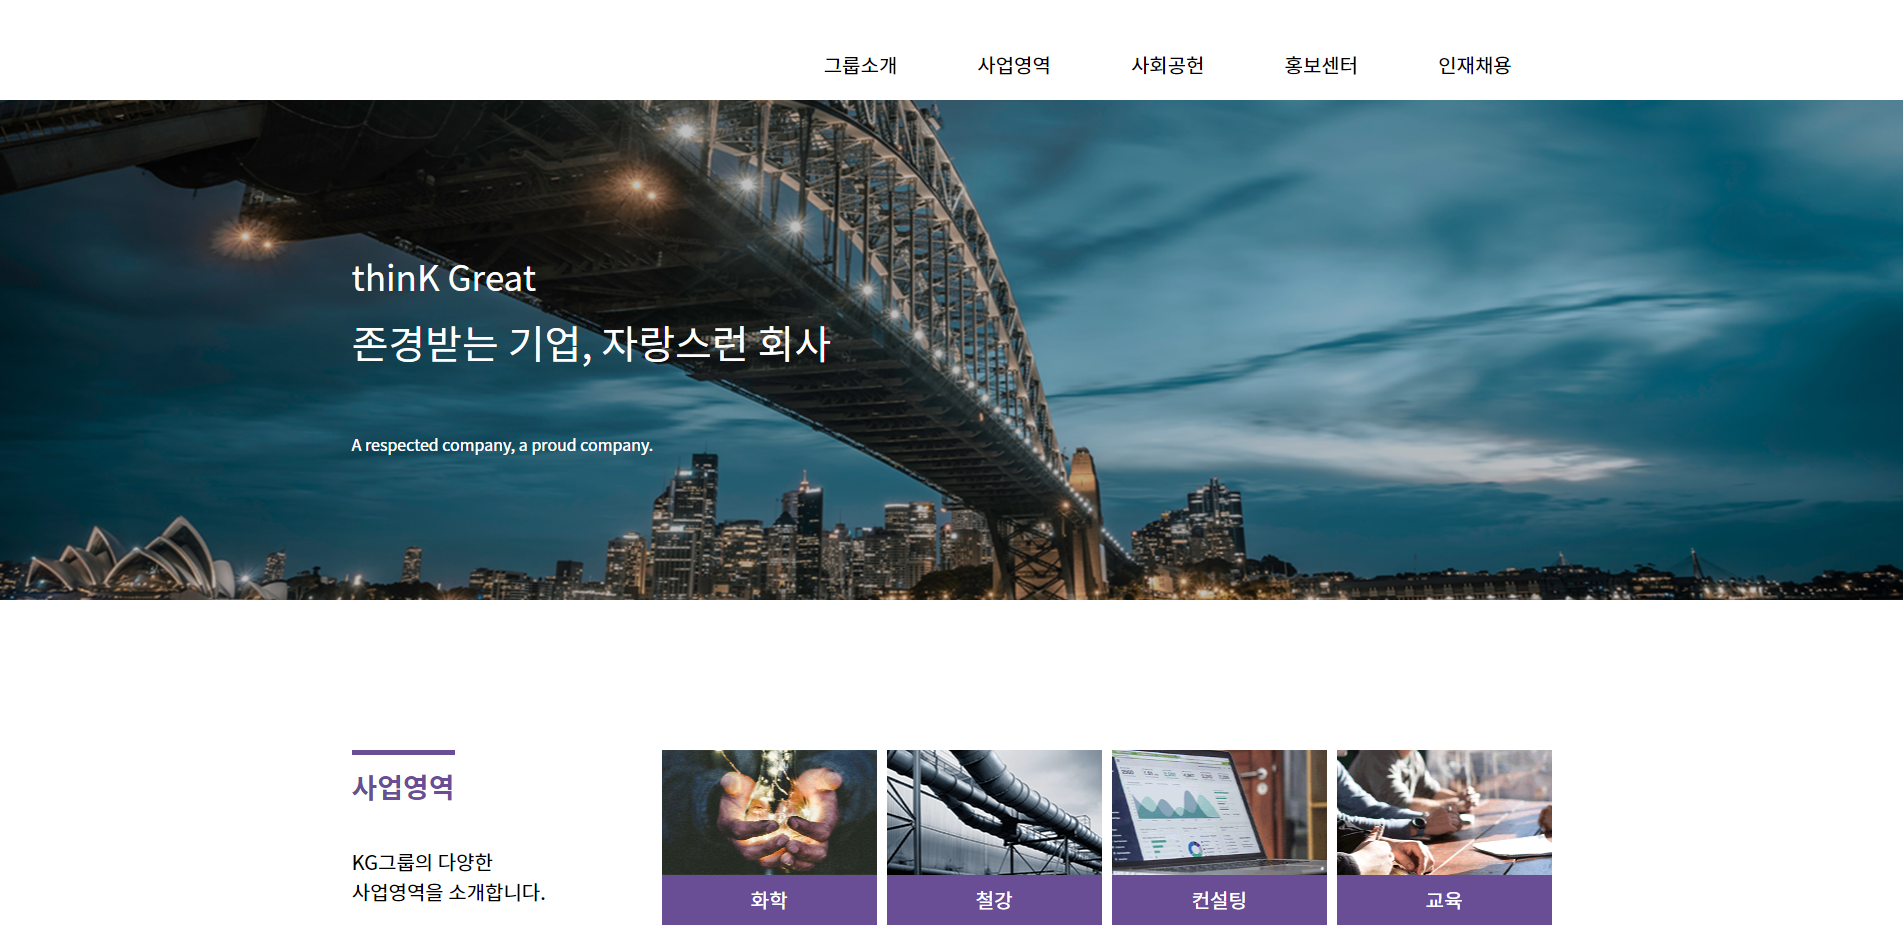 그룹소개 사업영역 사회공헌 홍보센터 인재채용
thinK Great
존경받는 기업, 자랑스런 회사
A respected company, a proud company.
사업영역
KG그룹의 다양한
사업영역을 소개합니다.
화학 철강 컨설팅 교육